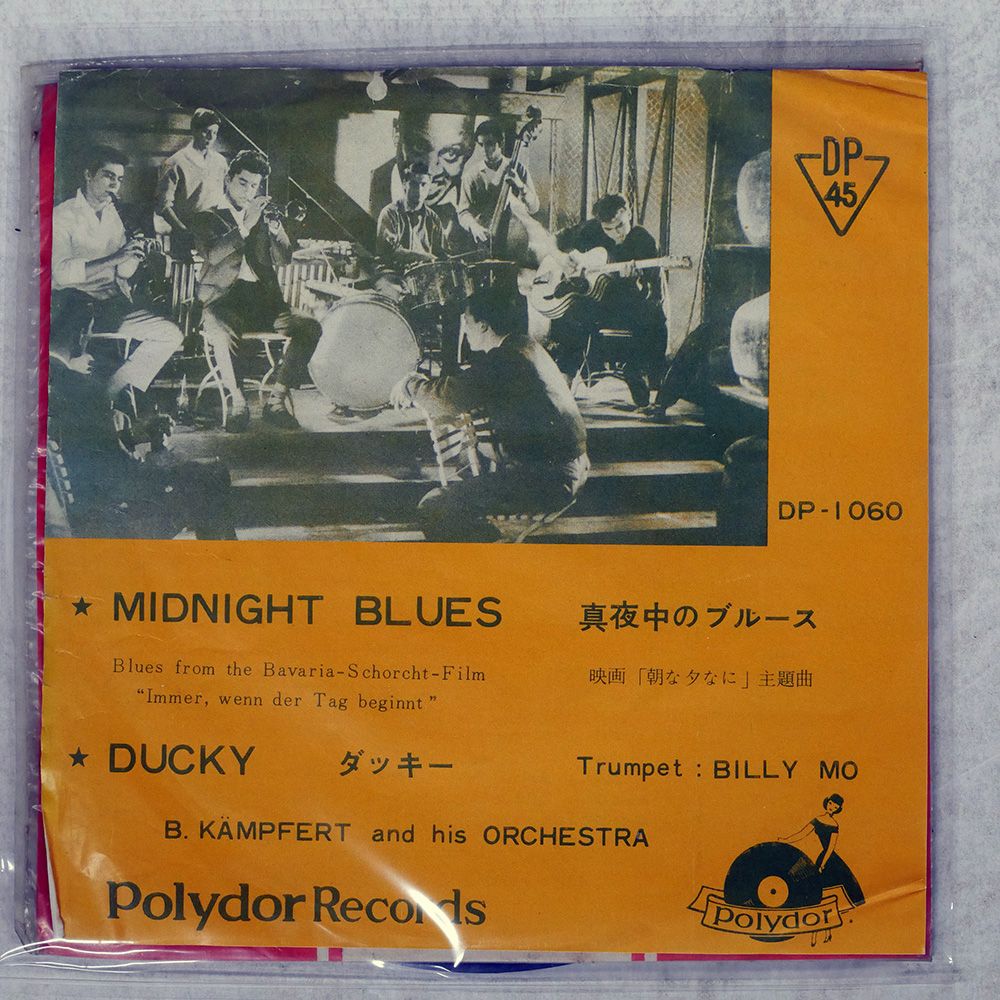 DP
45
DP-1060
★ MIDNIGHT BLUES 真夜中のブルース
Blues from the Bavaria-Schorcht-Film 映画「朝な夕なに」主題曲
“Immer, wenn der Tag beginnt”
★ DUCKY ダッキー Trumpet : BILLY MO
B. KÄMPFERT and his ORCHESTRA
Polydor Records
Polydor